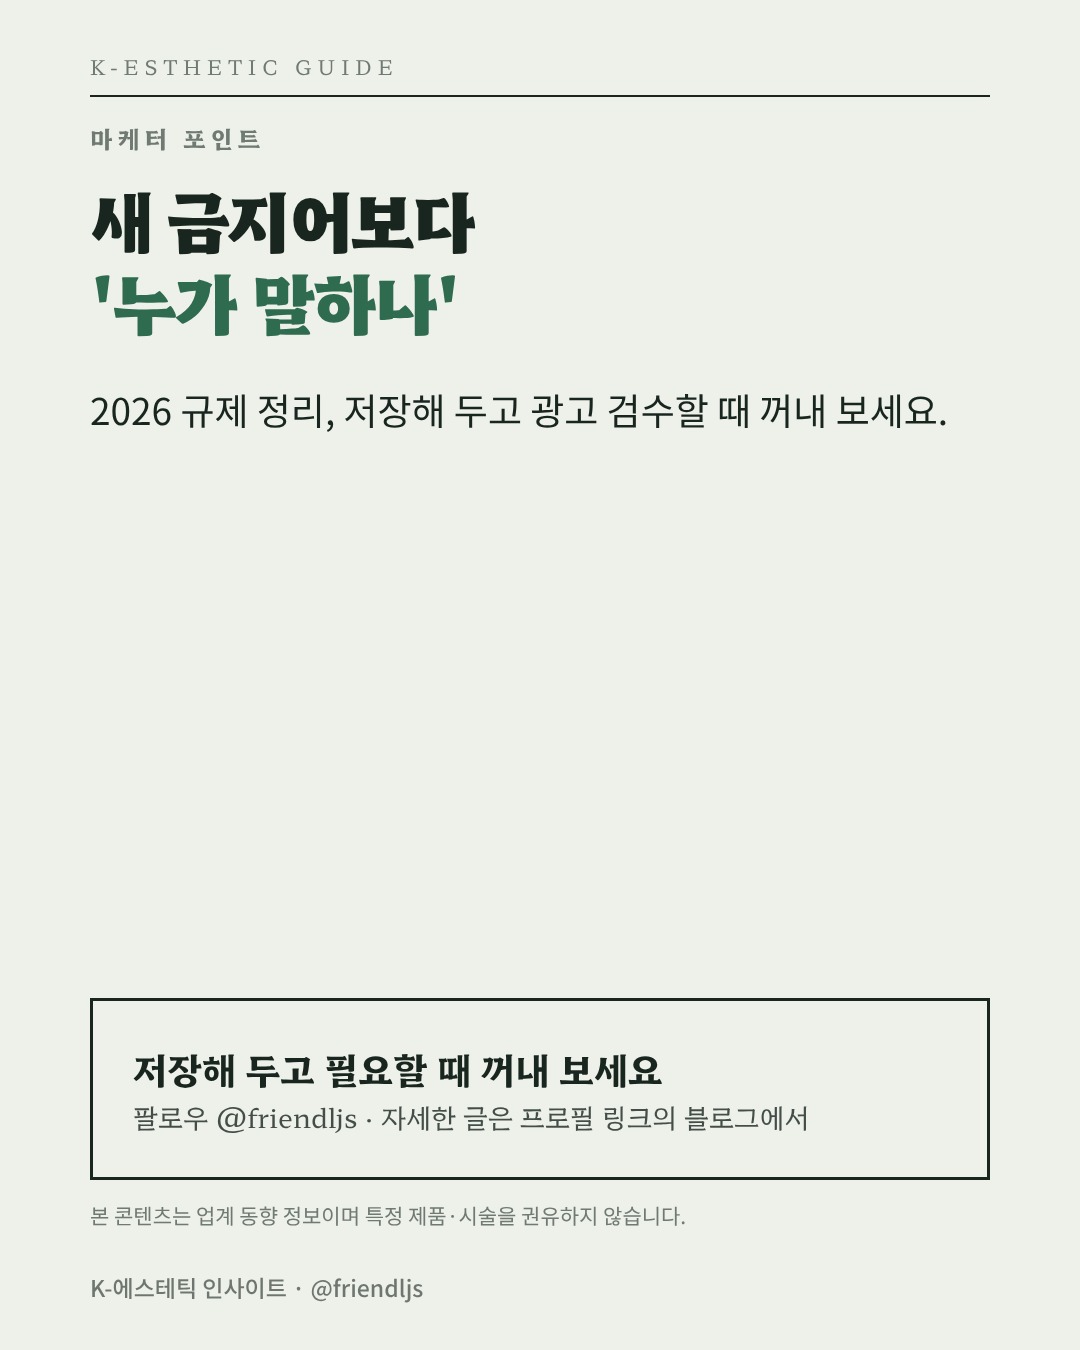 K-ESTHETIC GUIDE
마케터 포인트
새 금지어보다
'누가 말하나'
2026 규제 정리, 저장해 두고 광고 검수할 때 꺼내 보세요.
저장해 두고 필요할 때 꺼내 보세요
팔로우 @friendljs · 자세한 글은 프로필 링크의 블로그에서
본 콘텐츠는 업계 동향 정보이며 특정 제품·시술을 권유하지 않습니다.
K-에스테틱 인사이트 · @friendljs